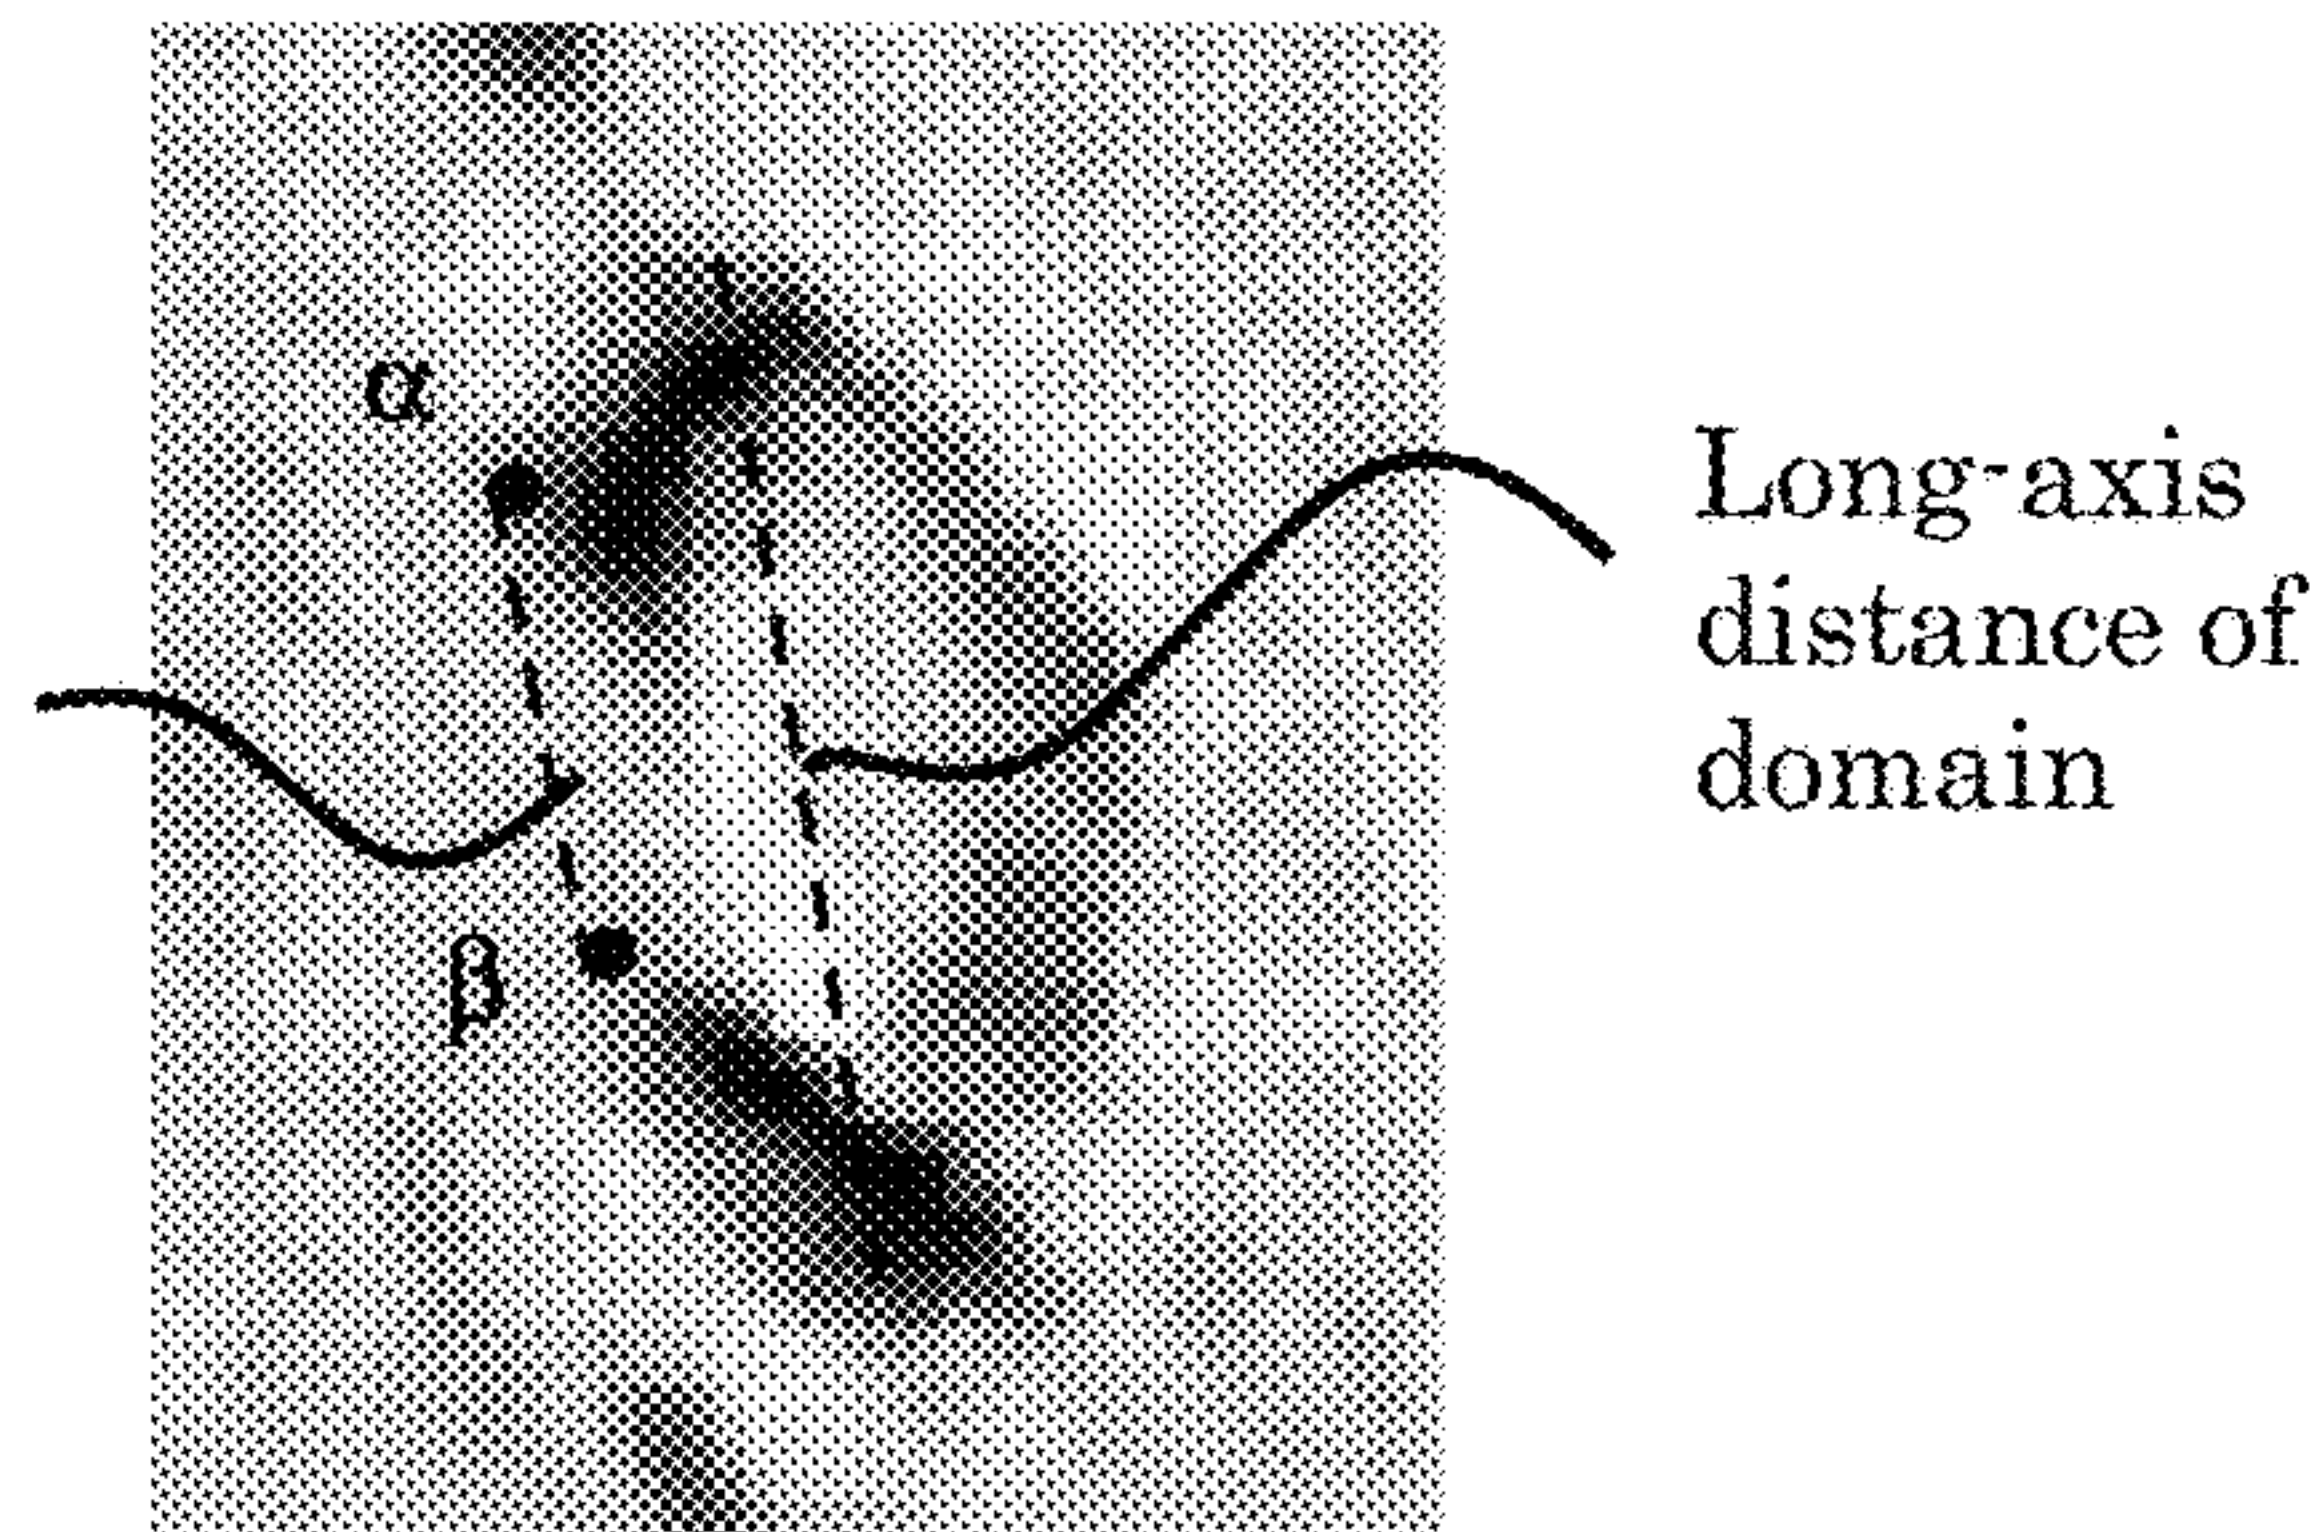 α
β
Long-axis
distance of
domain